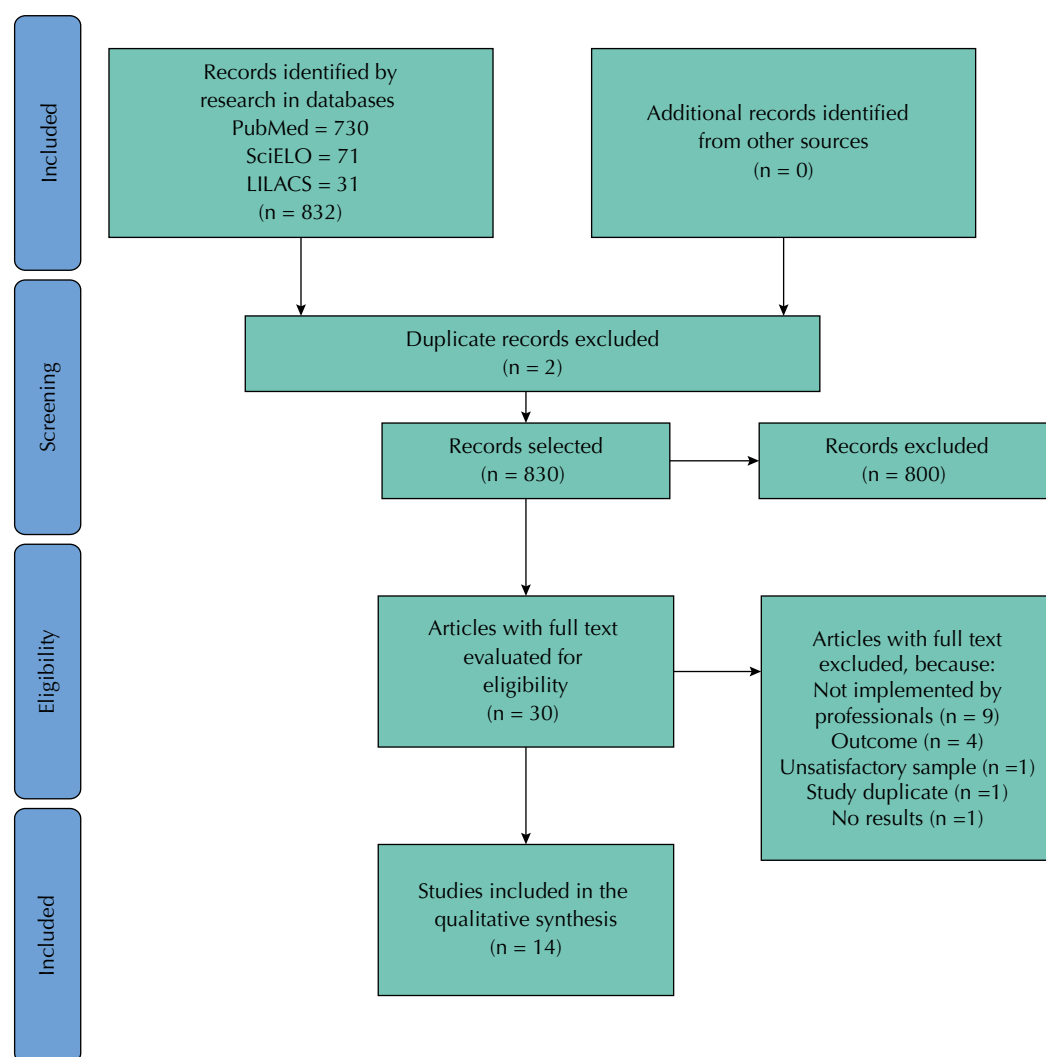 Included
Records identified by
research in databases
PubMed = 730
SciELO = 71
LILACS = 31
(n = 832)
Additional records identified
from other sources
(n = 0)
Screening
Duplicate records excluded
(n = 2)
Records selected
(n = 830)
Records excluded
(n = 800)
Eligibility
Articles with full text
evaluated for
eligibility
(n = 30)
Articles with full text
excluded, because:
Not implemented by
professionals (n = 9)
Outcome (n = 4)
Unsatisfactory sample (n =1)
Study duplicate (n =1)
No results (n =1)
Included
Studies included in the
qualitative synthesis
(n = 14)